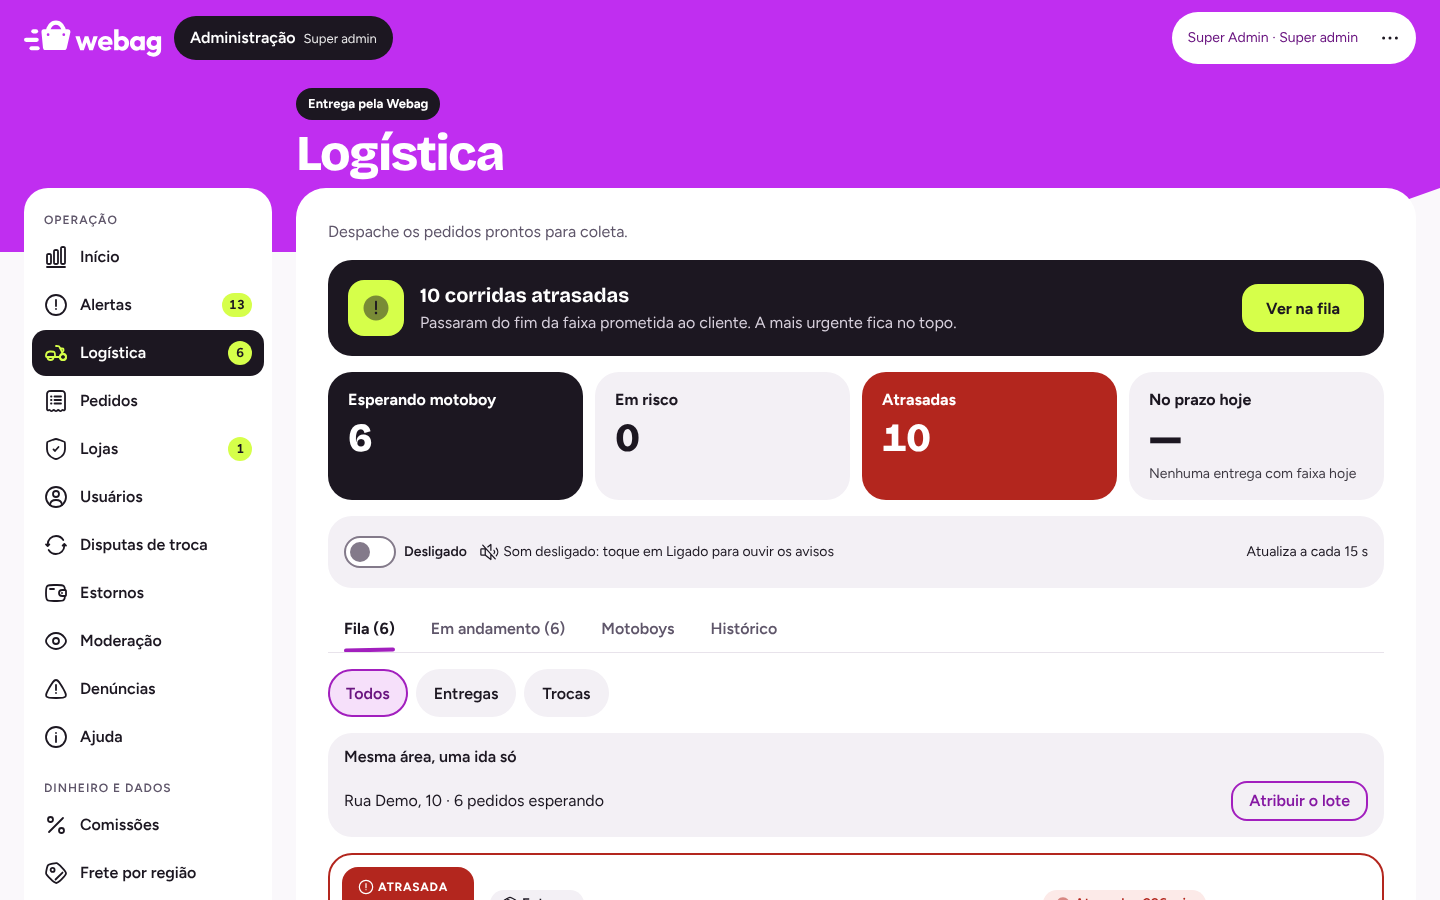 webag
Administração Super admin
Super Admin · Super admin
Entrega pela Webag
Logística
OPERAÇÃO
Início
Alertas 13
Logística 6
Pedidos
Lojas 1
Usuários
Disputas de troca
Estornos
Moderação
Denúncias
Ajuda
DINHEIRO E DADOS
Comissões
Frete por região
Despache os pedidos prontos para coleta.
10 corridas atrasadas
Passaram do fim da faixa prometida ao cliente. A mais urgente fica no topo.
Ver na fila
Esperando motoboy
6
Em risco
0
Atrasadas
10
No prazo hoje
—
Nenhuma entrega com faixa hoje
Desligado Som desligado: toque em Ligado para ouvir os avisos Atualiza a cada 15 s
Fila (6) Em andamento (6) Motoboys Histórico
Todos Entregas Trocas
Mesma área, uma ida só
Rua Demo, 10 · 6 pedidos esperando
Atribuir o lote
ATRASADA